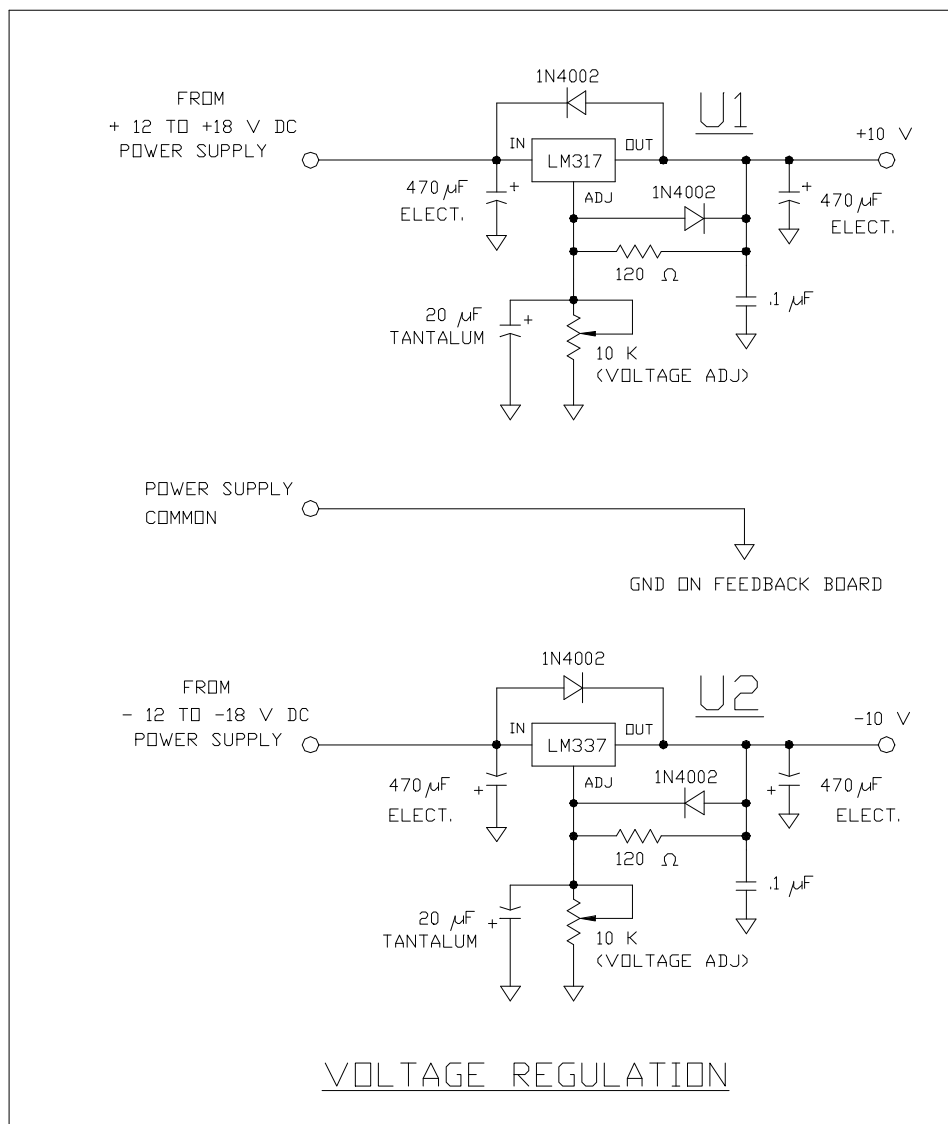 1N4002
U1
FROM
+ 12 TO +18 V DC
POWER SUPPLY
+10 V
IN
LM317
OUT
ADJ
470 µF
ELECT.
+
1N4002
+
470 µF
ELECT.
120 Ω
20 µF
TANTALUM
+
.1 µF
10 K
(VOLTAGE ADJ)
POWER SUPPLY
COMMON
GND ON FEEDBACK BOARD
1N4002
U2
FROM
- 12 TO -18 V DC
POWER SUPPLY
-10 V
IN
LM337
OUT
ADJ
470 µF
ELECT.
+
1N4002
+
470 µF
ELECT.
120 Ω
20 µF
TANTALUM
+
.1 µF
10 K
(VOLTAGE ADJ)
VOLTAGE REGULATION